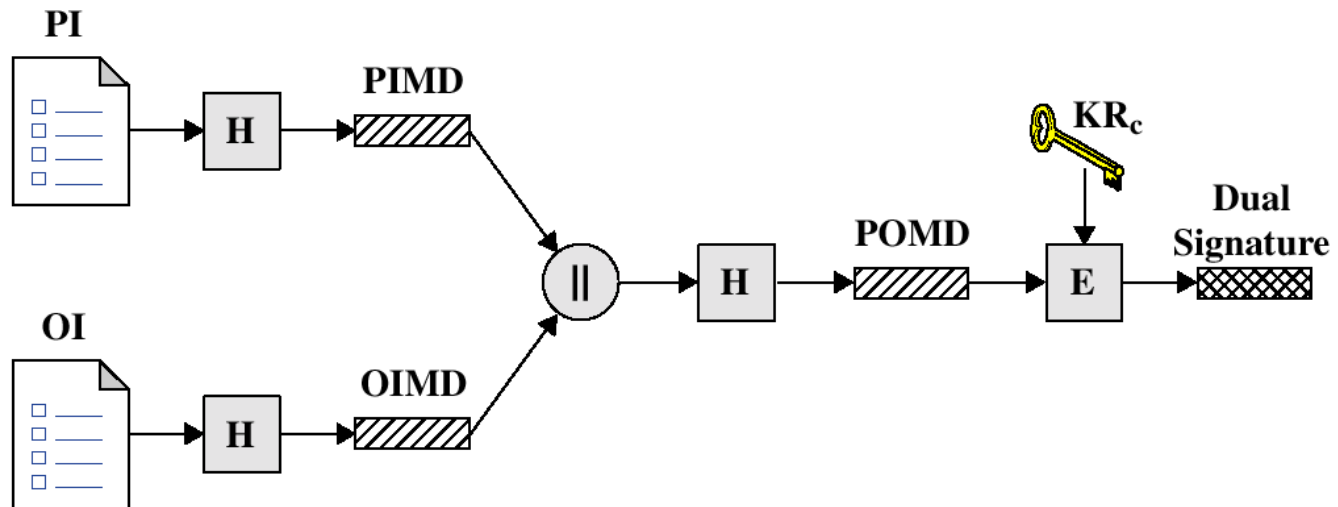 PI
H
PIMD
KRc
Dual
Signature
||
H
POMD
E
OI
H
OIMD